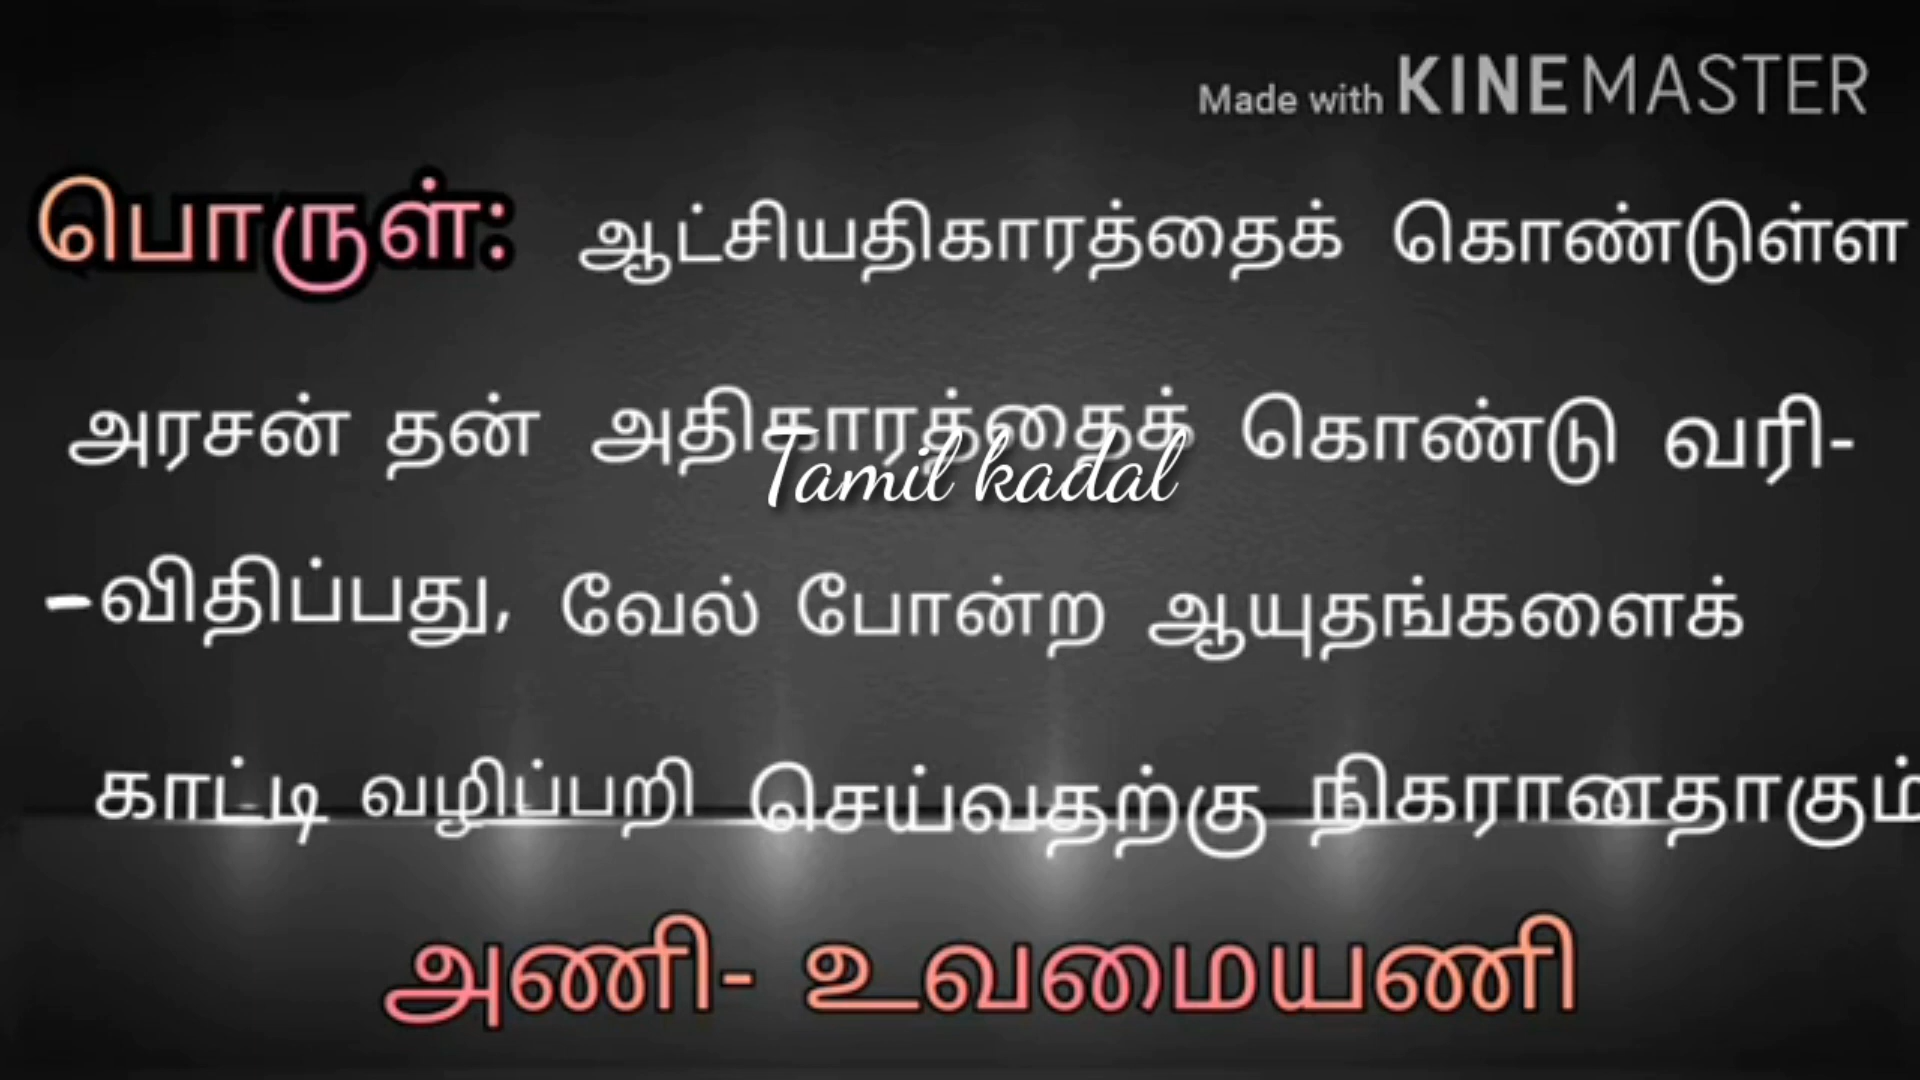 Made with KINEMASTER
பொருள்: ஆட்சியதிகாரத்தைக் கொண்டுள்ள
அரசன் தன் அதிகாரத்தைக் கொண்டு வரி-
Tamil kadal
-விதிப்பது, வேல் போன்ற ஆயுதங்களைக்
காட்டி வழிப்பறி செய்வதற்கு நிகரானதாகும்
அணி- உவமையணி